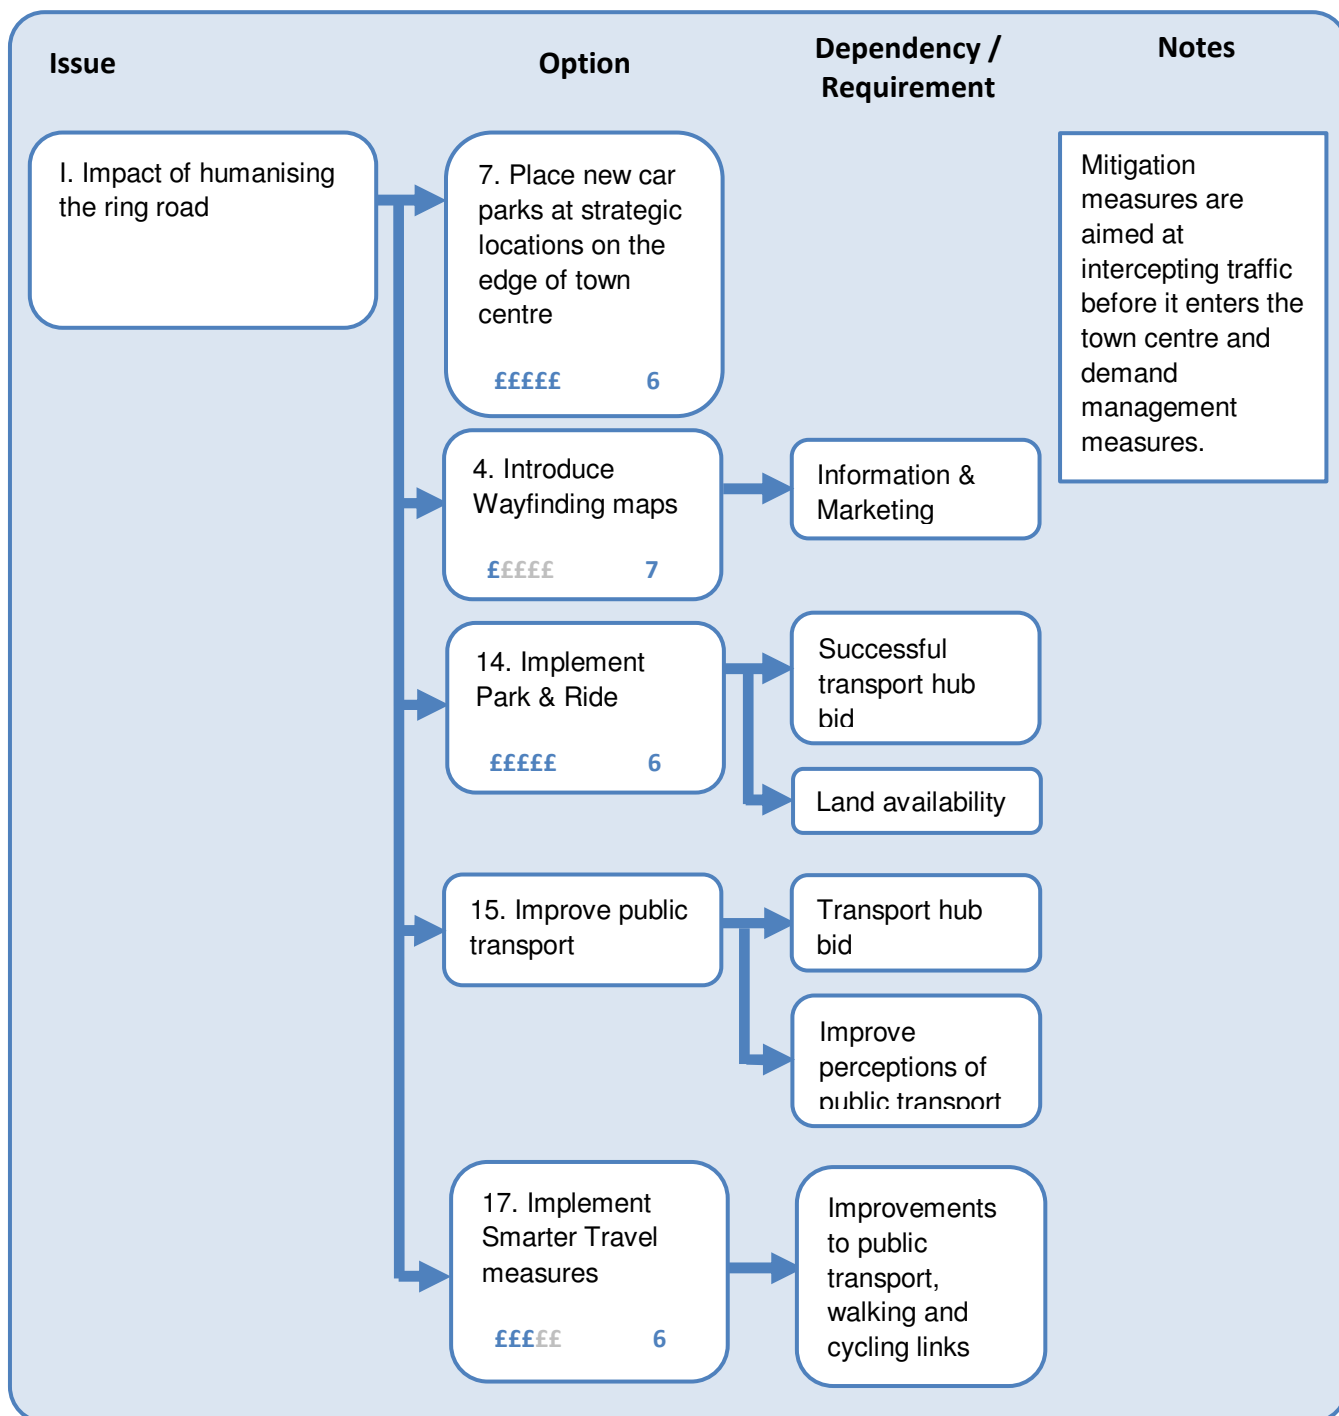 Issue
Option
Dependency /
Requirement
Notes
I. Impact of humanising
the ring road
7. Place new car
parks at strategic
locations on the
edge of town
centre
£££££ 6
Mitigation
measures are
aimed at
intercepting traffic
before it enters the
town centre and
demand
management
measures.
4. Introduce
Wayfinding maps
£££££ 7
Information &
Marketing
14. Implement
Park & Ride
£££££ 6
Successful
transport hub
bid
Land availability
15. Improve public
transport
Transport hub
bid
Improve
perceptions of
public transport
17. Implement
Smarter Travel
measures
£££££ 6
Improvements
to public
transport,
walking and
cycling links